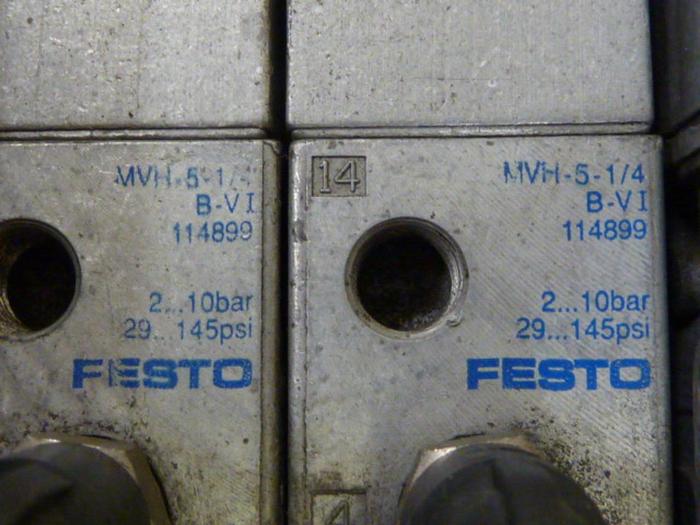 MVH-5-1/4
B-VI
114899
2...10bar
29...145psi
FESTO
14
MVH-5-1/4
B-VI
114899
2...10bar
29...145psi
FESTO
4